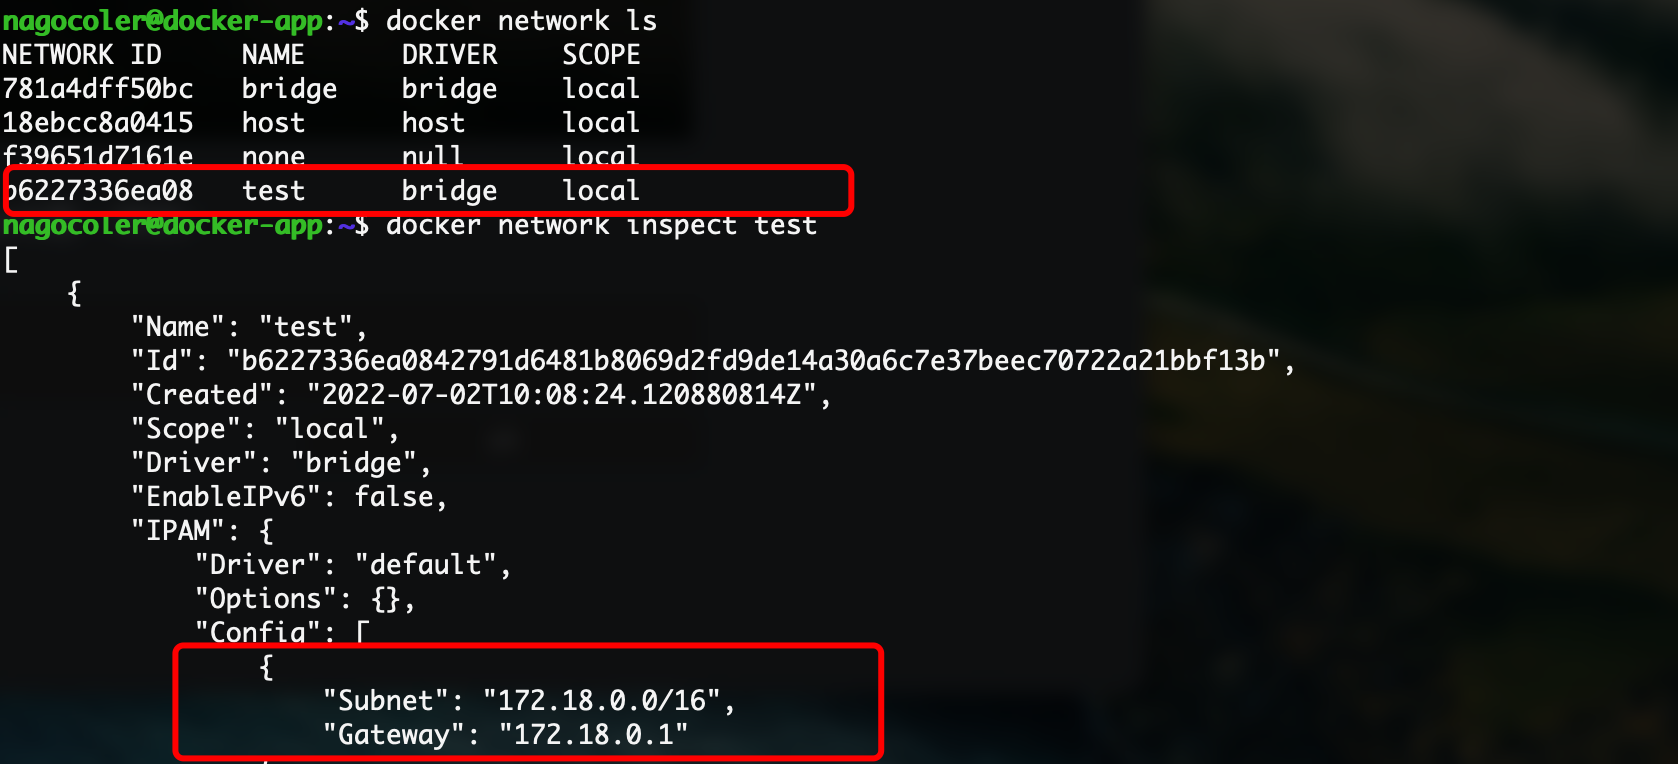 nagocoler@docker-app:~$ docker network ls
NETWORK ID     NAME      DRIVER    SCOPE
781a4dff50bc   bridge    bridge    local
18ebcc8a0415   host      host      local
f39651d7161e   none      null      local
b6227336ea08   test      bridge    local
nagocoler@docker-app:~$ docker network inspect test
[
    {
        "Name": "test",
        "Id": "b6227336ea0842791d6481b8069d2fd9de14a30a6c7e37beec70722a21bbf13b",
        "Created": "2022-07-02T10:08:24.120880814Z",
        "Scope": "local",
        "Driver": "bridge",
        "EnableIPv6": false,
        "IPAM": {
            "Driver": "default",
            "Options": {},
            "Config": [
                {
                    "Subnet": "172.18.0.0/16",
                    "Gateway": "172.18.0.1"